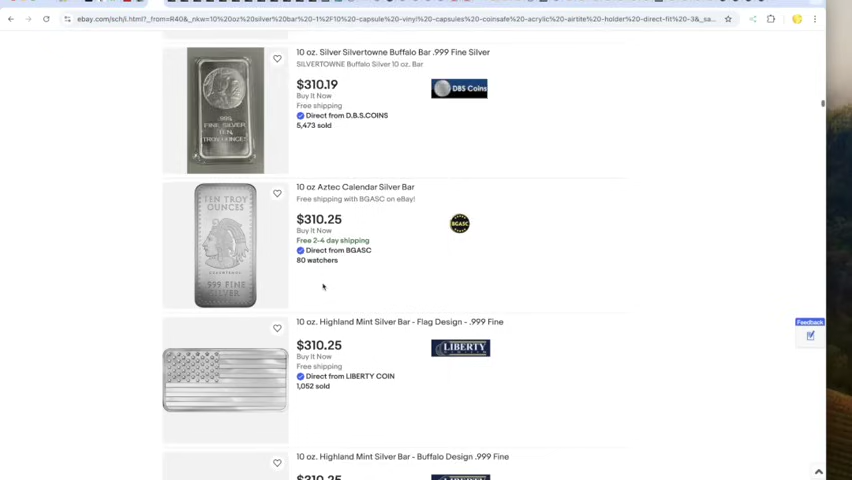 ebay.com/sch/i.html?_from=R40&_nkw=10%20oz%20silver%20bar%20-1%2F10%20-capsule%20-vinyl%20-capsules%20-coinsafe%20-acrylic%20-airtite%20-holder%20-direct-fit%20-3&_sa...
10 oz. Silver Silvertowne Buffalo Bar .999 Fine Silver
SILVERTOWNE Buffalo Silver 10 oz. Bar
$310.19
DBS Coins
Buy It Now
Free shipping
Direct from D.B.S.COINS
5,473 sold
.999
FINE SILVER
TEN
TROY OUNCES
10 oz Aztec Calendar Silver Bar
Free shipping with BGASC on eBay!
$310.25
BGASC
Buy It Now
Free 2-4 day shipping
Direct from BGASC
80 watchers
TEN TROY
OUNCES
CUAUHTEMOC
.999 FINE
SILVER
10 oz. Highland Mint Silver Bar - Flag Design - .999 Fine
$310.25
LIBERTY
Buy It Now
Free shipping
Direct from LIBERTY COIN
1,052 sold
Feedback
10 oz. Highland Mint Silver Bar - Buffalo Design .999 Fine
$310.25